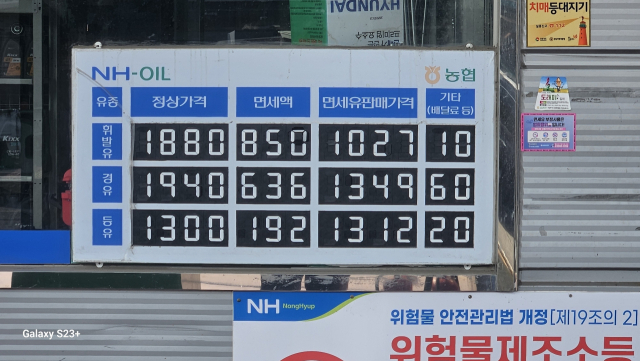 HYUNDAI
치매등대지기
NH-OIL 농협
유종 정상가격 면세액 면세유판매가격 기타
(배달료 등)
휘발유 1880 850 1027 10
경유 1940 636 1349 60
등유 1300 192 1312 20
NH NongHyup
위험물 안전관리법 개정[제19조의 2]
위험물제조소등
Galaxy S23+